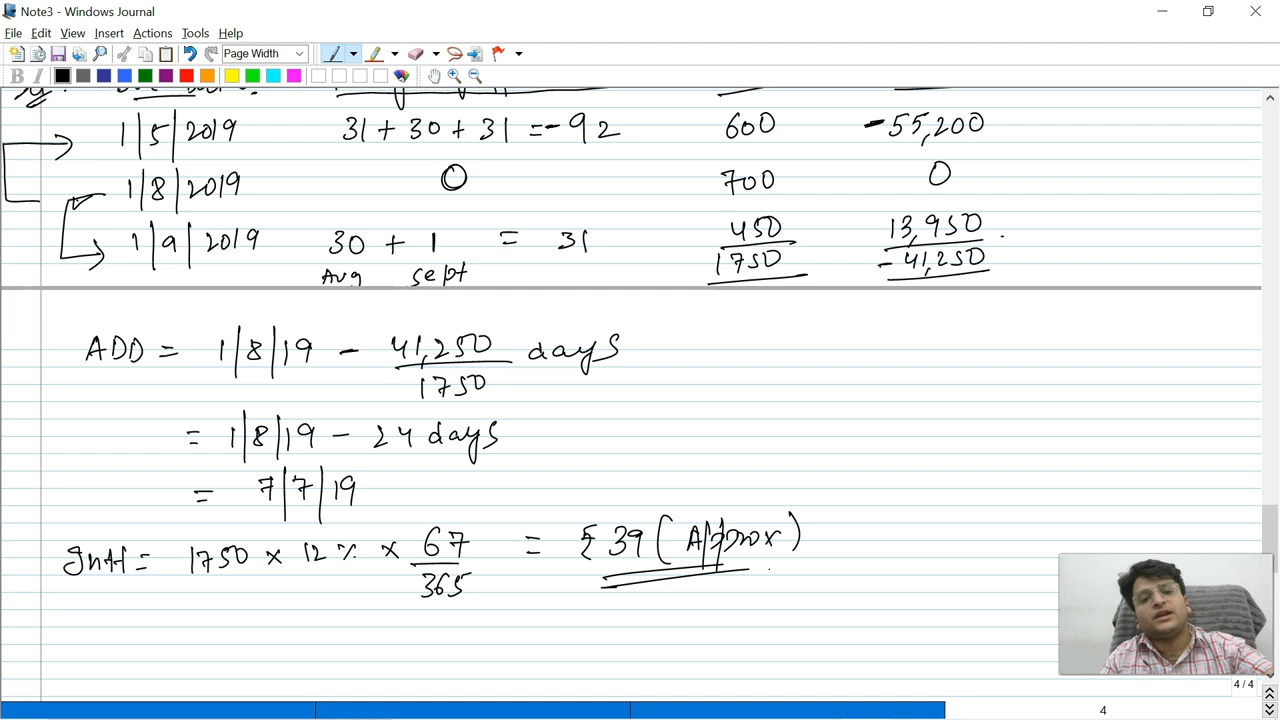 Note3 - Windows Journal
File Edit View Insert Actions Tools Help
Page Width
B I
1|5|2019 31 + 30 + 31 = -92 600 -55,200
1|8|2019 0 700 0
1|9|2019 30 + 1 = 31 450 13,950
Aug Sept 1750 - 41,250
ADD = 1|8|19 - 41,250 days
1750
= 1|8|19 - 24 days
= 7|7|19
Intt = 1750 × 12 % × 67 = ₹ 39 (Approx)
365
4 / 4
4